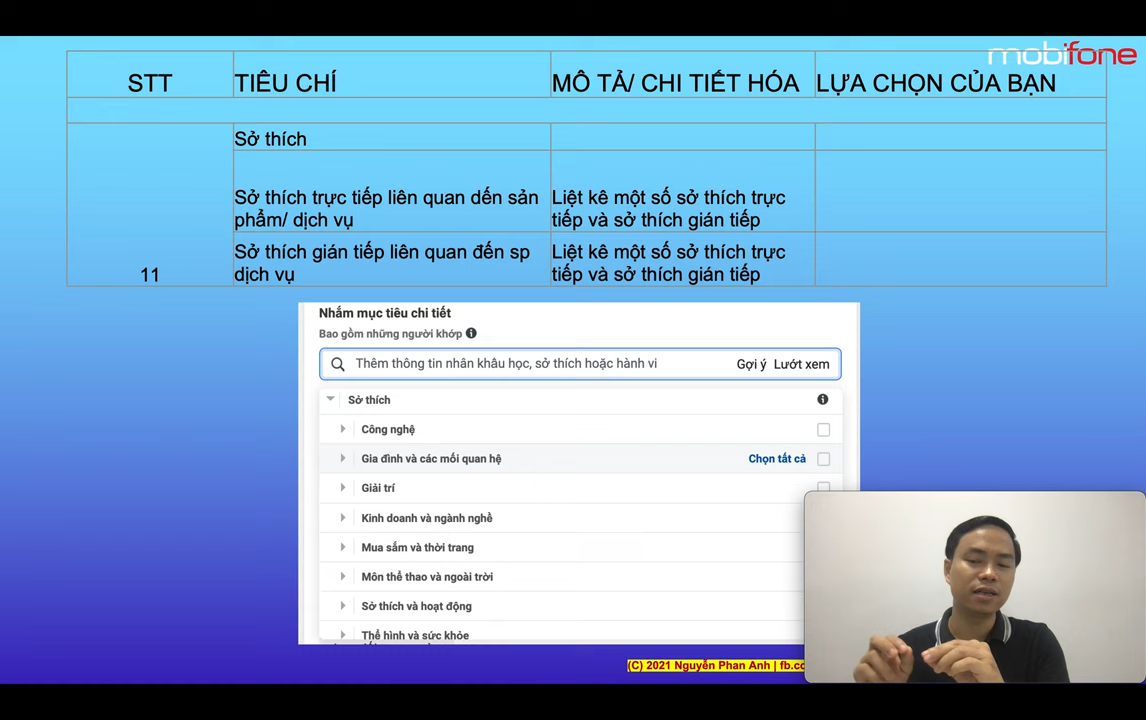 mobifone
STT TIÊU CHÍ MÔ TẢ/ CHI TIẾT HÓA LỰA CHỌN CỦA BẠN
Sở thích
Sở thích trực tiếp liên quan dến sản
phẩm/ dịch vụ
Liệt kê một số sở thích trực
tiếp và sở thích gián tiếp
11
Sở thích gián tiếp liên quan đến sp
dịch vụ
Liệt kê một số sở thích trực
tiếp và sở thích gián tiếp
Nhắm mục tiêu chi tiết
Bao gồm những người khớp
Thêm thông tin nhân khẩu học, sở thích hoặc hành vi Gợi ý Lướt xem
Sở thích
Công nghệ
Gia đình và các mối quan hệ Chọn tất cả
Giải trí
Kinh doanh và ngành nghề
Mua sắm và thời trang
Môn thể thao và ngoài trời
Sở thích và hoạt động
Thể hình và sức khỏe
(C) 2021 Nguyễn Phan Anh | fb.co